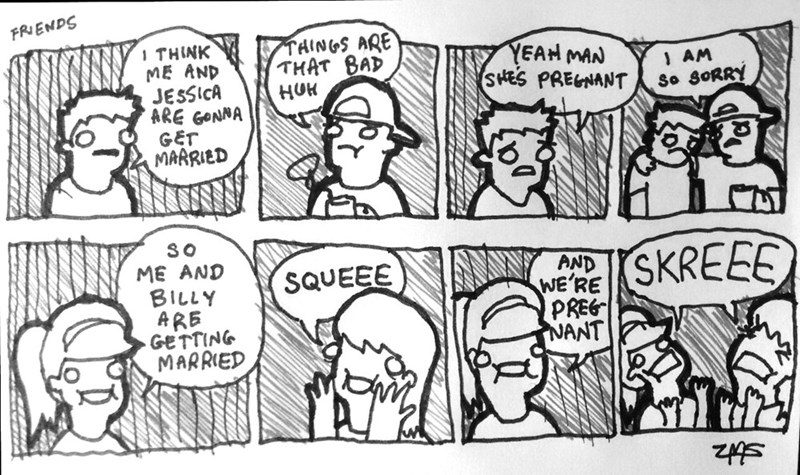 FRIENDS
I THINK
ME AND
JESSICA
ARE GONNA
GET
MARRIED
THINGS ARE
THAT BAD
HUH
YEAH MAN
SHE'S PREGNANT
I AM
SO SORRY
SO
ME AND
BILLY
ARE
GETTING
MARRIED
SQUEEE
AND
WE'RE
PREG-
NANT
SKREEE
ZAAS